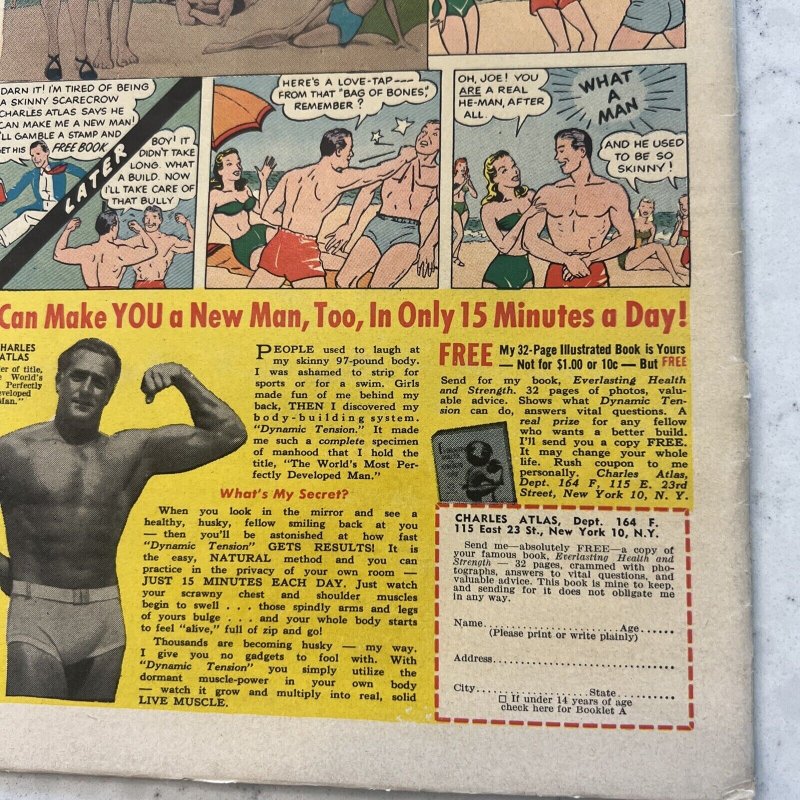 DARN IT! I'M TIRED OF BEING
A SKINNY SCARECROW
CHARLES ATLAS SAYS HE
CAN MAKE ME A NEW MAN!
I'LL GAMBLE A STAMP AND
GET HIS FREE BOOK
LATER
BOY! IT
DIDN'T TAKE
LONG. WHAT
A BUILD. NOW
I'LL TAKE CARE OF
THAT BULLY
HERE'S A LOVE-TAP---
FROM THAT "BAG OF BONES"
REMEMBER?
OH, JOE! YOU
ARE A REAL
HE-MAN, AFTER
ALL.
WHAT
A
MAN
AND HE USED
TO BE SO
SKINNY!
Can Make YOU a New Man, Too, In Only 15 Minutes a Day!
CHARLES
ATLAS
er of title,
e World's
Perfectly
eveloped
Man."
PEOPLE used to laugh at
my skinny 97-pound body.
I was ashamed to strip for
sports or for a swim. Girls
made fun of me behind my
back, THEN I discovered my
body-building system.
"Dynamic Tension." It made
me such a complete specimen
of manhood that I hold the
title, "The World's Most Per-
fectly Developed Man."
What's My Secret?
When you look in the mirror and see a
healthy, husky, fellow smiling back at you
— then you'll be astonished at how fast
"Dynamic Tension" GETS RESULTS! It is
the easy, NATURAL method and you can
practice in the privacy of your own room —
JUST 15 MINUTES EACH DAY. Just watch
your scrawny chest and shoulder muscles
begin to swell . . . those spindly arms and legs
of yours bulge . . . and your whole body starts
to feel "alive," full of zip and go!
Thousands are becoming husky — my way.
I give you no gadgets to fool with. With
"Dynamic Tension" you simply utilize the
dormant muscle-power in your own body
— watch it grow and multiply into real, solid
LIVE MUSCLE.
FREE My 32-Page Illustrated Book is Yours
— Not for $1.00 or 10c — But FREE
Send for my book, Everlasting Health
and Strength. 32 pages of photos, valu-
able advice. Shows what Dynamic Ten-
sion can do, answers vital questions. A
real prize for any fellow
who wants a better build.
I'll send you a copy FREE.
It may change your whole
life. Rush coupon to me
personally. Charles Atlas,
Dept. 164 F, 115 E. 23rd
Street, New York 10, N. Y.
CHARLES ATLAS, Dept. 164 F.
115 East 23 St., New York 10, N.Y.
Send me—absolutely FREE—a copy of
your famous book, Everlasting Health and
Strength — 32 pages, crammed with pho-
tographs, answers to vital questions, and
valuable advice. This book is mine to keep,
and sending for it does not obligate me
in any way.
Name........................Age......
(Please print or write plainly)
Address..............................
City....................State..........
□ If under 14 years of age
check here for Booklet A